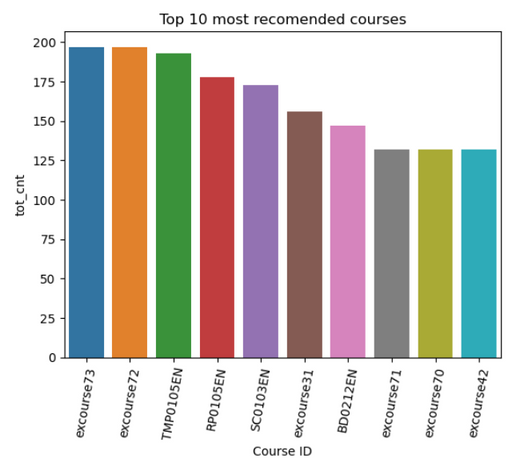 Top 10 most recomended courses
tot_cnt
200
175
150
125
100
75
50
25
0
excourse73
excourse72
TMP0105EN
RP0105EN
SC0103EN
excourse31
BD0212EN
excourse71
excourse70
excourse42
Course ID